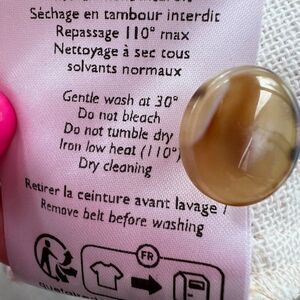 Séchage en tambour interdit
Repassage 110° max
Nettoyage à sec tous
solvants normaux
Gentle wash at 30°
Do not bleach
Do not tumble dry
Iron low heat (110°)
Dry cleaning
Retirer la ceinture avant lavage !
Remove belt before washing
FR